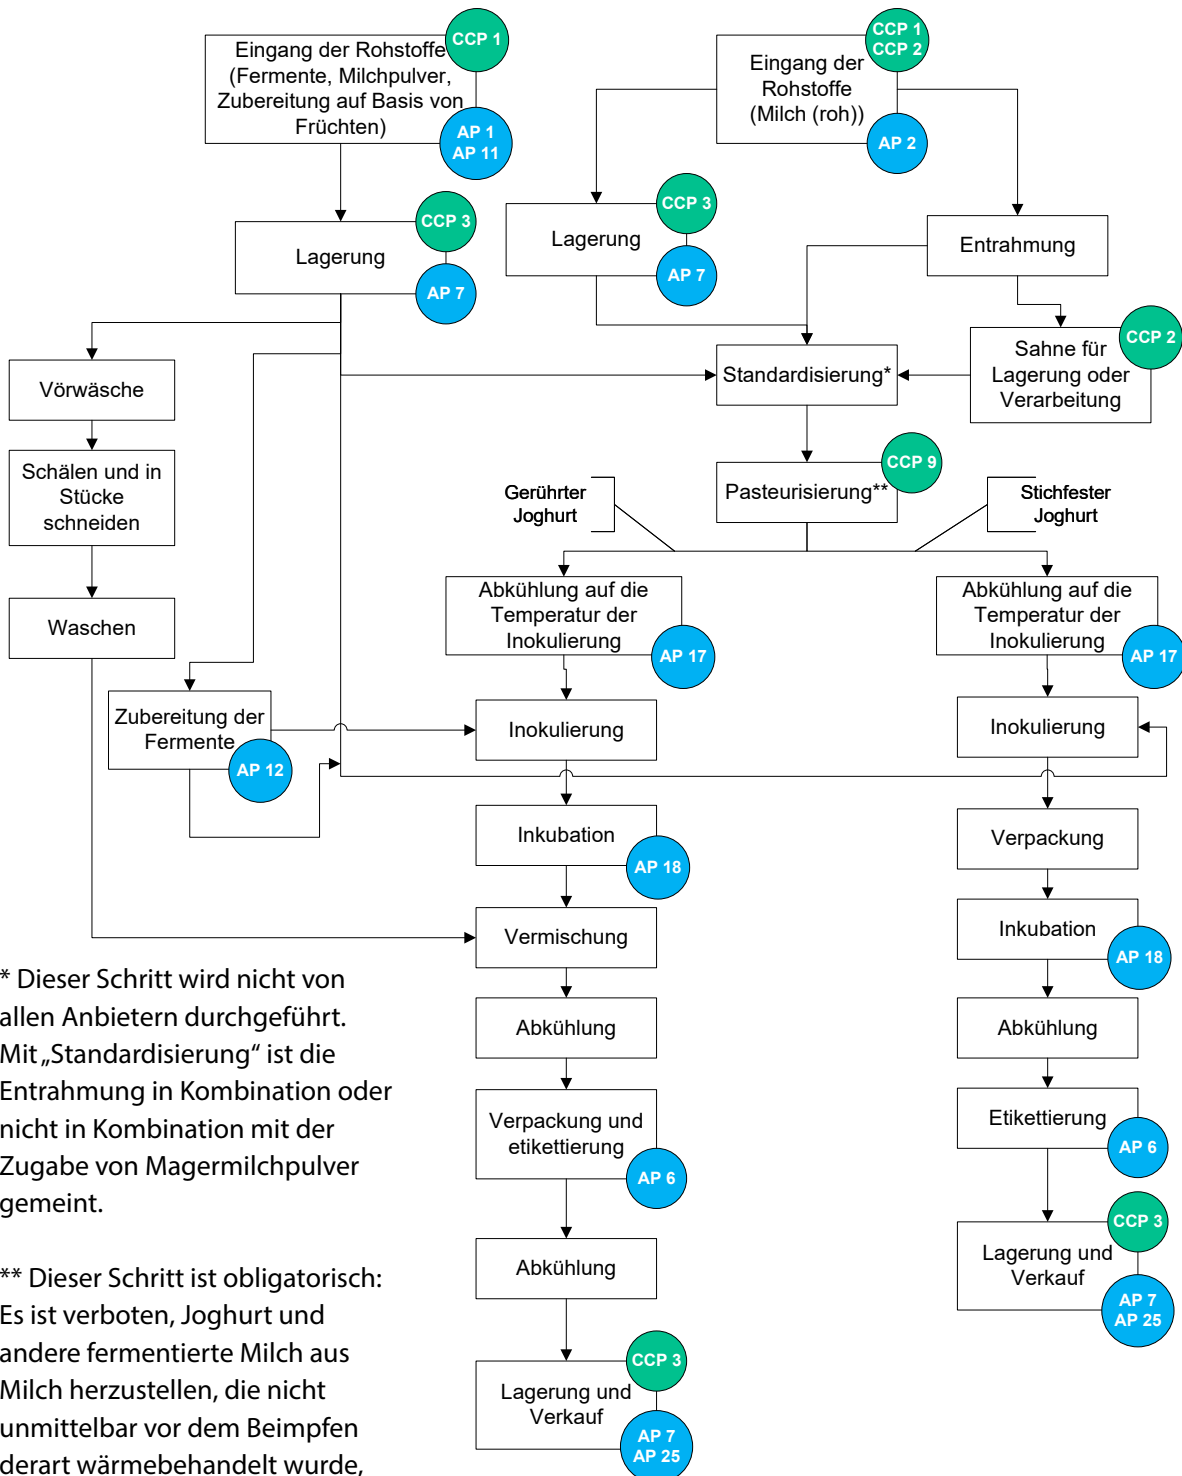 CCP 1
Eingang der Rohstoffe
(Fermente, Milchpulver,
Zubereitung auf Basis von
Früchten)
AP 1
AP 11
CCP 1
CCP 2
Eingang der
Rohstoffe
(Milch (roh))
AP 2
CCP 3
Lagerung
AP 7
CCP 3
Lagerung
AP 7
Entrahmung
CCP 2
Sahne für
Lagerung oder
Verarbeitung
Standardisierung*
Vörwäsche
CCP 9
Pasteurisierung**
Schälen und in
Stücke
schneiden
Gerührter
Joghurt
Stichfester
Joghurt
Waschen
Abkühlung auf die
Temperatur der
Inokulierung
AP 17
Abkühlung auf die
Temperatur der
Inokulierung
AP 17
Zubereitung der
Fermente
AP 12
Inokulierung
Inokulierung
Inkubation
AP 18
Verpackung
Vermischung
Inkubation
AP 18
Abkühlung
Abkühlung
Verpackung und
etikettierung
AP 6
Etikettierung
AP 6
Abkühlung
CCP 3
Lagerung und
Verkauf
AP 7
AP 25
CCP 3
Lagerung und
Verkauf
AP 7
AP 25
* Dieser Schritt wird nicht von
allen Anbietern durchgeführt.
Mit „Standardisierung“ ist die
Entrahmung in Kombination oder
nicht in Kombination mit der
Zugabe von Magermilchpulver
gemeint.
** Dieser Schritt ist obligatorisch:
Es ist verboten, Joghurt und
andere fermentierte Milch aus
Milch herzustellen, die nicht
unmittelbar vor dem Beimpfen
derart wärmebehandelt wurde,